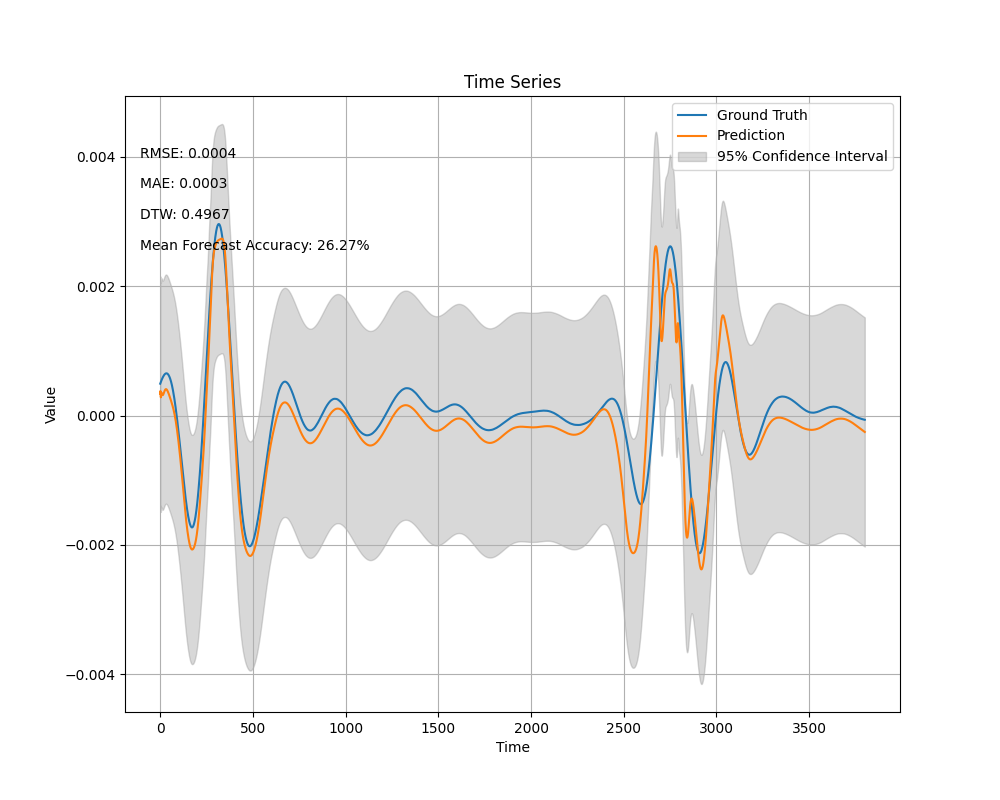 Time Series
Ground Truth
Prediction
95% Confidence Interval
RMSE: 0.0004
MAE: 0.0003
DTW: 0.4967
Mean Forecast Accuracy: 26.27%
Value
0.004
0.002
0.000
−0.002
−0.004
0 500 1000 1500 2000 2500 3000 3500
Time